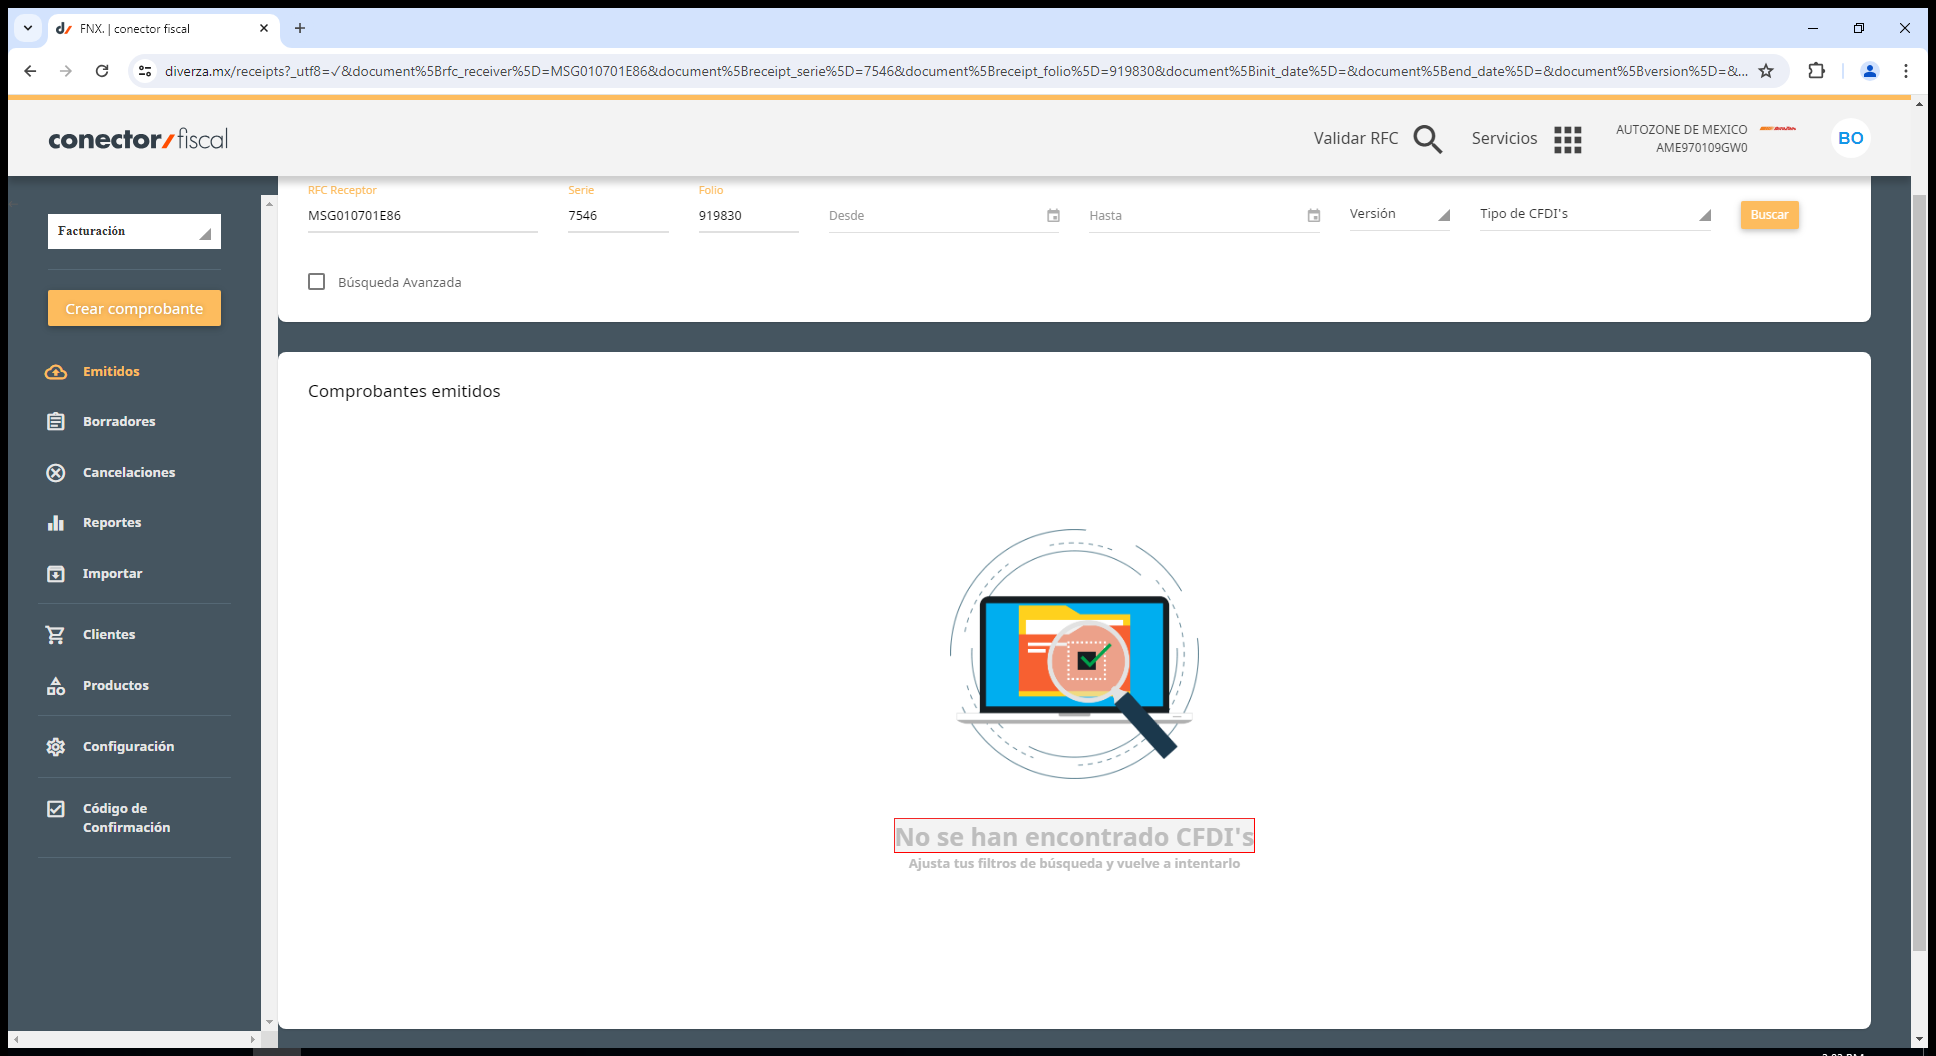 FNX. | conector fiscal
diverza.mx/receipts?_utf8=✓&document%5Brfc_receiver%5D=MSG010701E86&document%5Breceipt_serie%5D=7546&document%5Breceipt_folio%5D=919830&document%5Binit_date%5D=&document%5Bend_date%5D=&document%5Bversion%5D=&...
conector/fiscal
Validar RFC
Servicios
AUTOZONE DE MEXICO
AME970109GW0
BO
Facturación
Crear comprobante
Emitidos
Borradores
Cancelaciones
Reportes
Importar
Clientes
Productos
Configuración
Código de
Confirmación
RFC Receptor Serie Folio
MSG010701E86 7546 919830 Desde Hasta Versión Tipo de CFDI's Buscar
Búsqueda Avanzada
Comprobantes emitidos
No se han encontrado CFDI's
Ajusta tus filtros de búsqueda y vuelve a intentarlo